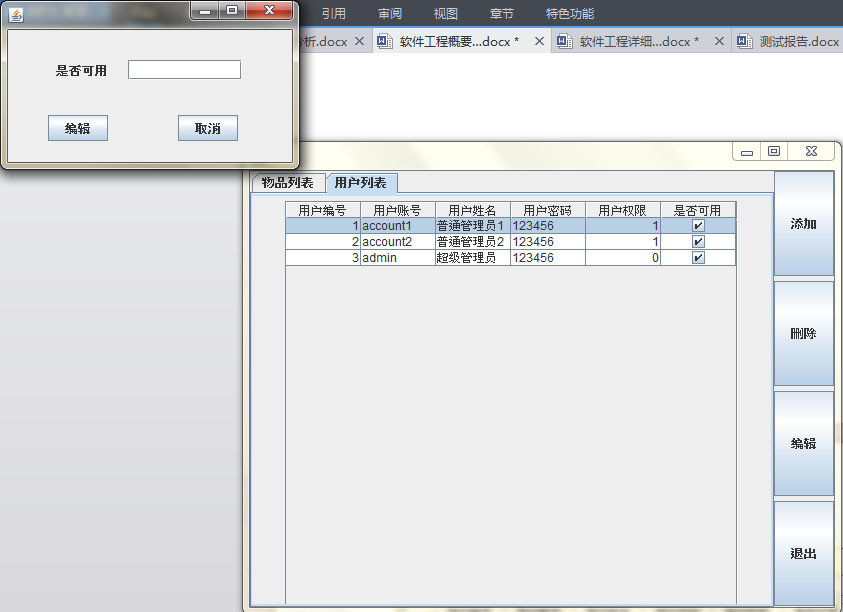 引用 审阅 视图 章节 特色功能
析.docx 软件工程概要...docx * 软件工程详细...docx * 测试报告.docx
是否可用
编辑 取消
物品列表 用户列表
用户编号 用户账号 用户姓名 用户密码 用户权限 是否可用
1 account1 普通管理员1 123456 1
2 account2 普通管理员2 123456 1
3 admin 超级管理员 123456 0
添加
删除
编辑
退出